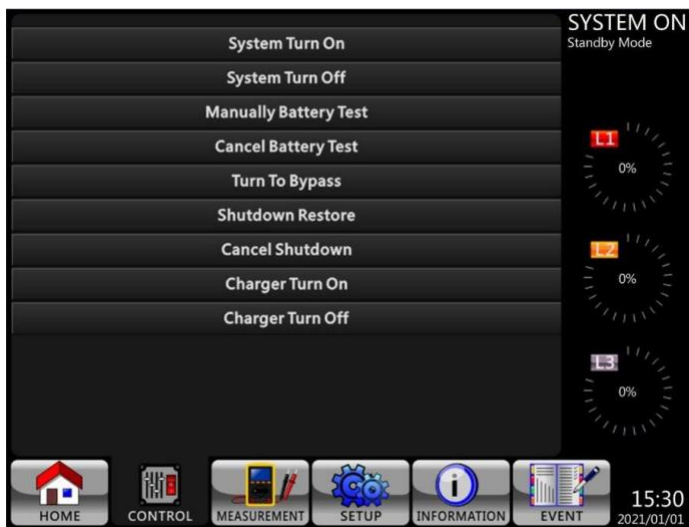 SYSTEM ON
Standby Mode
System Turn On
System Turn Off
Manually Battery Test
Cancel Battery Test
Turn To Bypass
Shutdown Restore
Cancel Shutdown
Charger Turn On
Charger Turn Off
L1
0%
L2
0%
L3
0%
HOME
CONTROL
MEASUREMENT
SETUP
INFORMATION
EVENT
15:30
2021/01/01